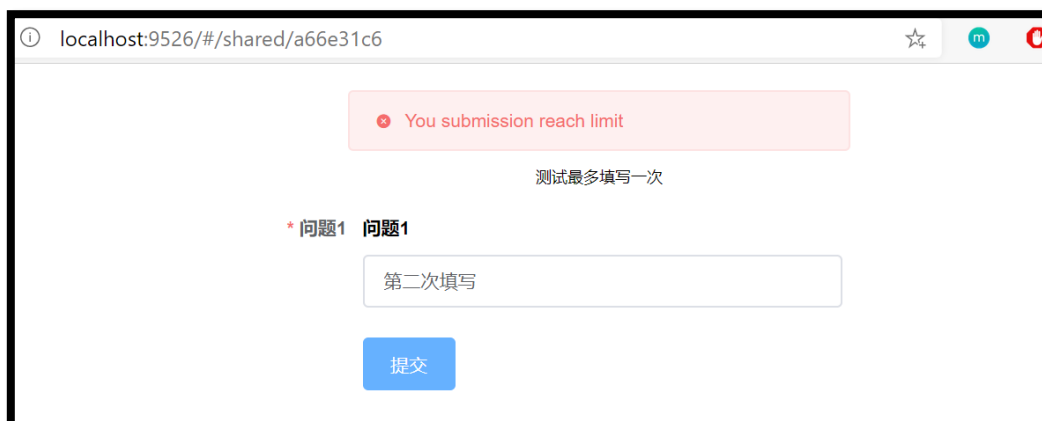 localhost:9526/#/shared/a66e31c6
m
You submission reach limit
测试最多填写一次
* 问题1 问题1
第二次填写
提交